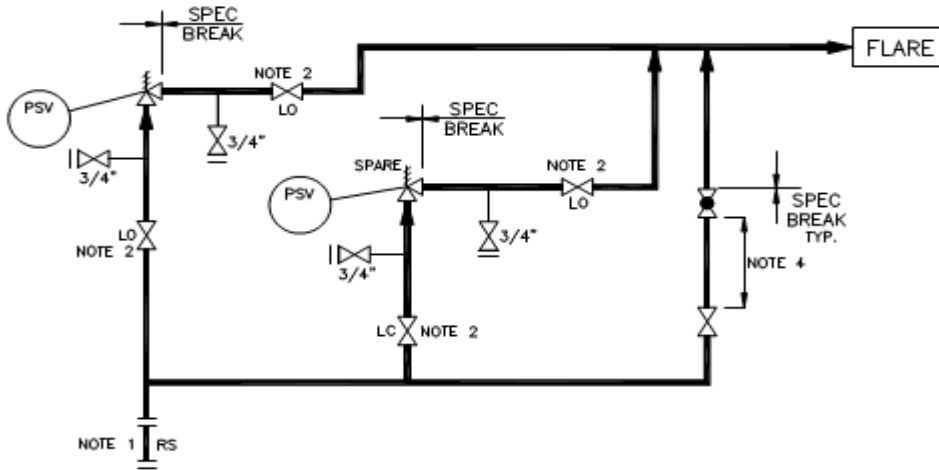 SPEC
BREAK
FLARE
NOTE 2
LO
PSV
3/4"
3/4"
SPEC
BREAK
SPARE
NOTE 2
LO
PSV
SPEC
BREAK
TYP.
LO
NOTE 2
3/4"
3/4"
NOTE 4
LC NOTE 2
NOTE 1 RS